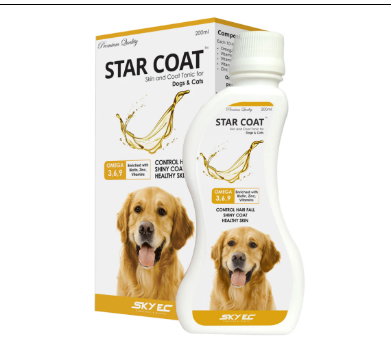 Premium Quality
200ml
STAR COAT
Skin and Coat Tonic for
Dogs & Cats
OMEGA
3,6,9
Enriched with
Biotin, Zinc,
Vitamins
CONTROL HAIR
SHINY COAT
HEALTHY SKIN
SKYEC
Premium Quality
200ml
STAR COAT
Skin and Coat Tonic for
Dogs & Cats
OMEGA
3,6,9
Enriched with
Biotin, Zinc,
Vitamins
CONTROL HAIR FALL
SHINY COAT
HEALTHY SKIN
SKYEC